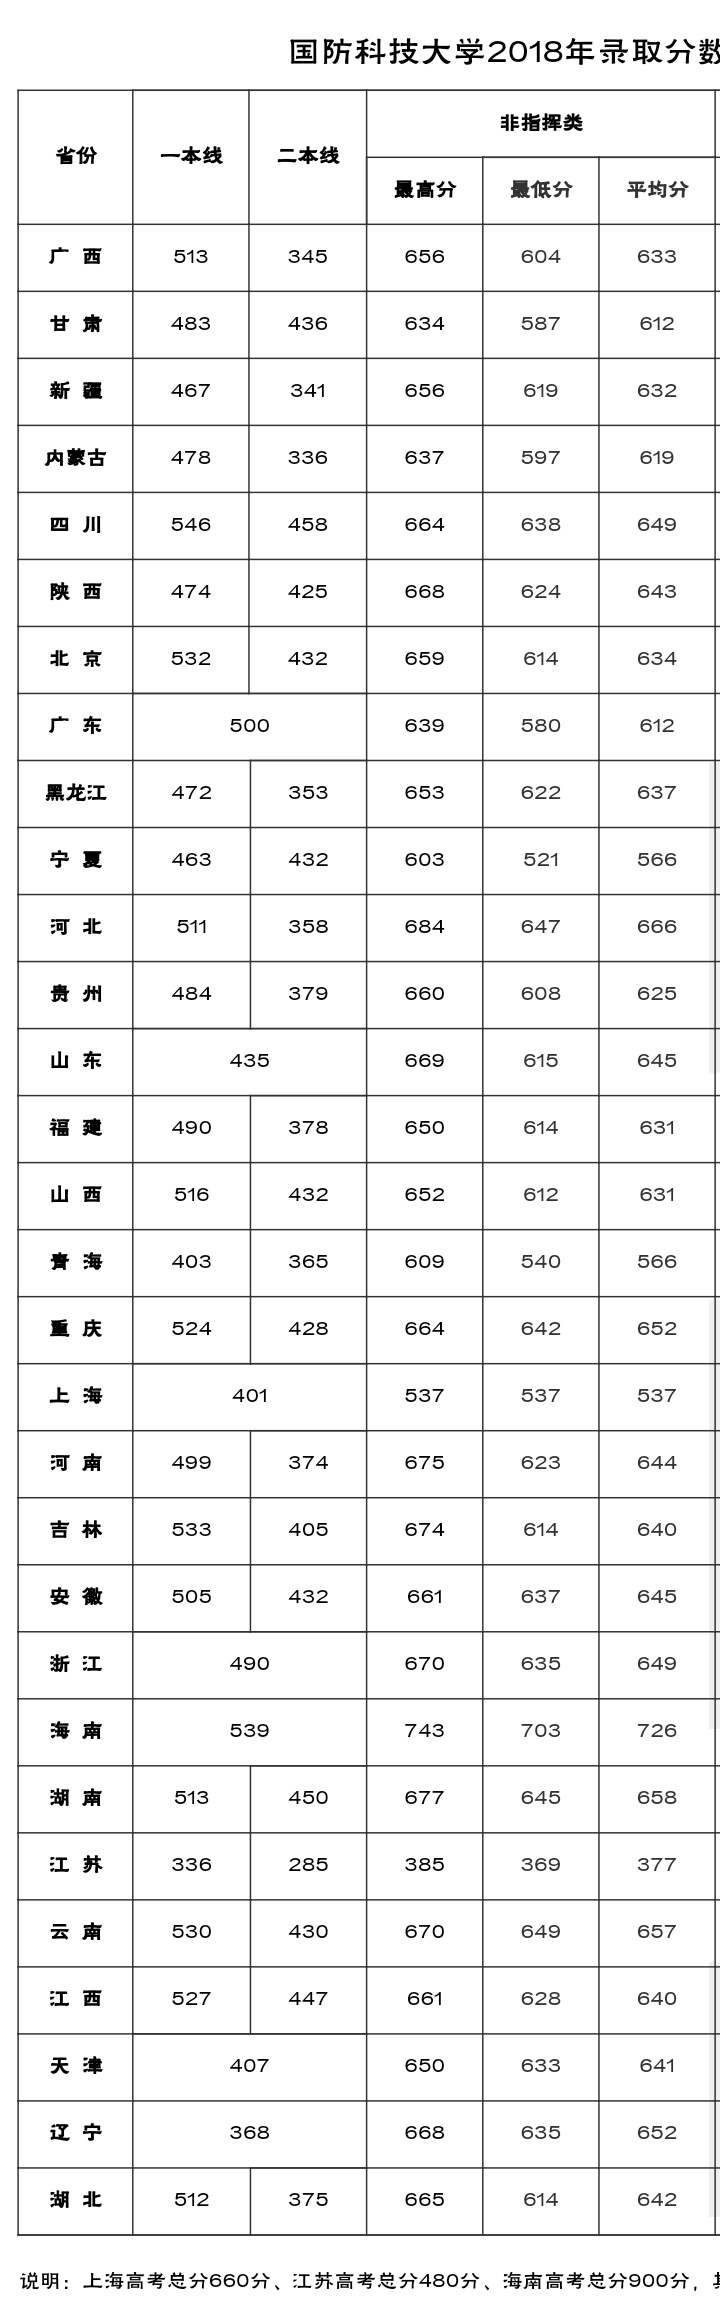 国防科技大学2018年录取分数
省份 一本线 二本线 非指挥类
最高分 最低分 平均分
广 西 513 345 656 604 633
甘 肃 483 436 634 587 612
新 疆 467 341 656 619 632
内蒙古 478 336 637 597 619
四 川 546 458 664 638 649
陕 西 474 425 668 624 643
北 京 532 432 659 614 634
广 东 500 639 580 612
黑龙江 472 353 653 622 637
宁 夏 463 432 603 521 566
河 北 511 358 684 647 666
贵 州 484 379 660 608 625
山 东 435 669 615 645
福 建 490 378 650 614 631
山 西 516 432 652 612 631
青 海 403 365 609 540 566
重 庆 524 428 664 642 652
上 海 401 537 537 537
河 南 499 374 675 623 644
吉 林 533 405 674 614 640
安 徽 505 432 661 637 645
浙 江 490 670 635 649
海 南 539 743 703 726
湖 南 513 450 677 645 658
江 苏 336 285 385 369 377
云 南 530 430 670 649 657
江 西 527 447 661 628 640
天 津 407 650 633 641
辽 宁 368 668 635 652
湖 北 512 375 665 614 642
说明：上海高考总分660分、江苏高考总分480分、海南高考总分900分，